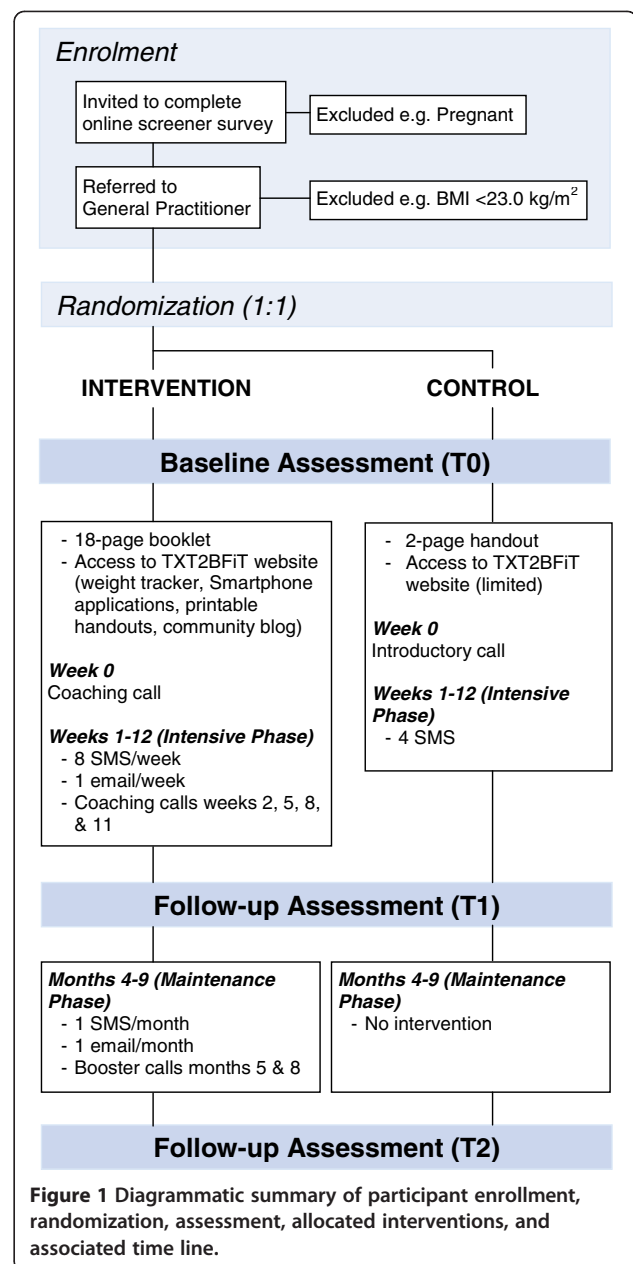 Enrolment
Invited to complete
online screener survey
Excluded e.g. Pregnant
Referred to
General Practitioner
Excluded e.g. BMI <23.0 kg/m²
Randomization (1:1)
INTERVENTION
CONTROL
Baseline Assessment (T0)
- 18-page booklet
- Access to TXT2BFiT website
(weight tracker, Smartphone
applications, printable
handouts, community blog)
Week 0
Coaching call
Weeks 1-12 (Intensive Phase)
- 8 SMS/week
- 1 email/week
- Coaching calls weeks 2, 5, 8,
& 11
- 2-page handout
- Access to TXT2BFiT
website (limited)
Week 0
Introductory call
Weeks 1-12 (Intensive
Phase)
- 4 SMS
Follow-up Assessment (T1)
Months 4-9 (Maintenance
Phase)
- 1 SMS/month
- 1 email/month
- Booster calls months 5 & 8
Months 4-9 (Maintenance
Phase)
- No intervention
Follow-up Assessment (T2)
Figure 1 Diagrammatic summary of participant enrollment,
randomization, assessment, allocated interventions, and
associated time line.